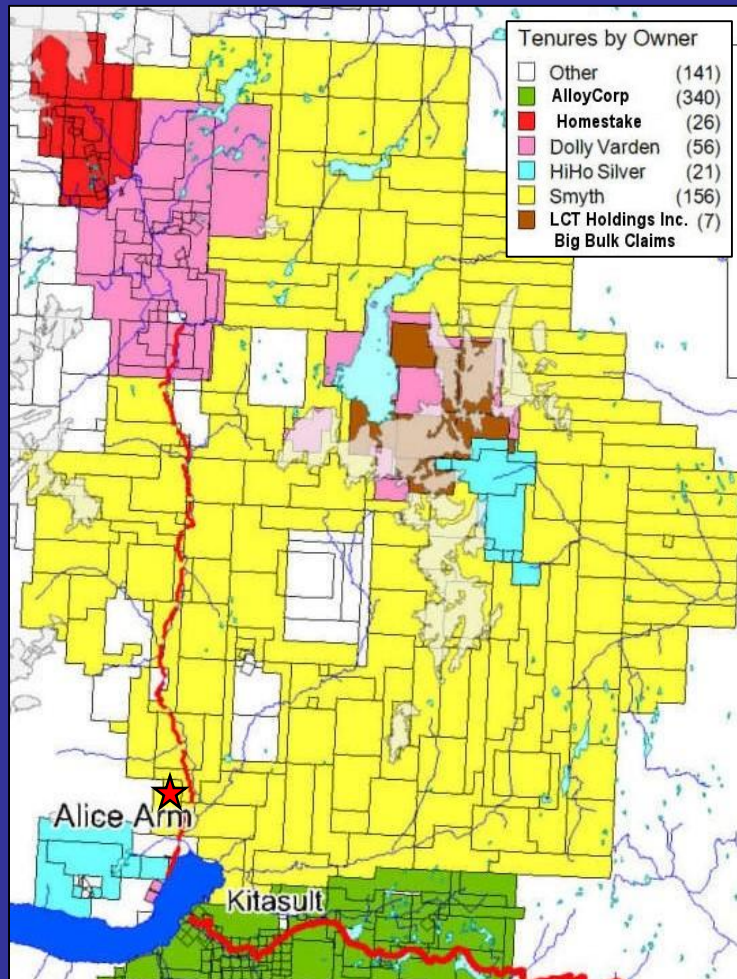 Tenures by Owner
Other (141)
AlloyCorp (340)
Homestake (26)
Dolly Varden (56)
HiHo Silver (21)
Smyth (156)
LCT Holdings Inc. (7)
Big Bulk Claims
Alice Arm
Kitasult